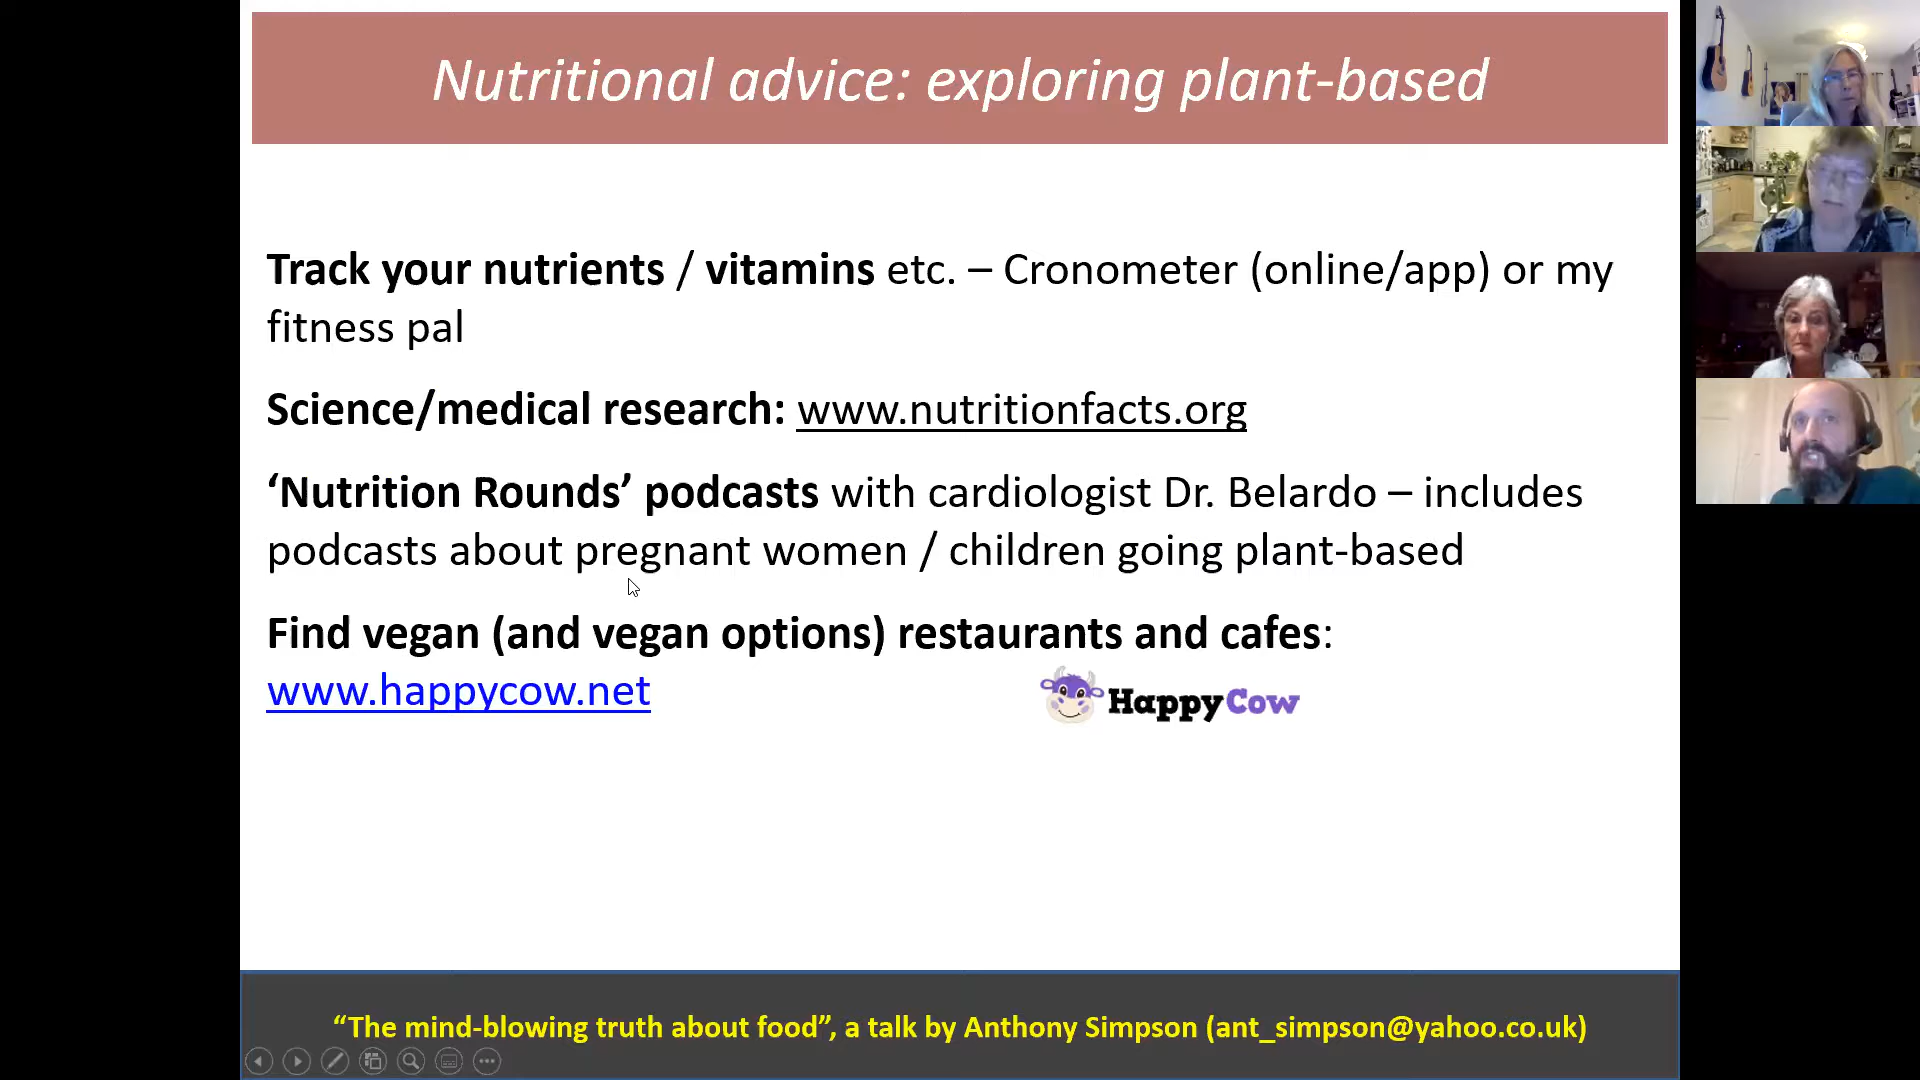 Nutritional advice: exploring plant-based
Track your nutrients / vitamins etc. – Cronometer (online/app) or my
fitness pal
Science/medical research: www.nutritionfacts.org
‘Nutrition Rounds’ podcasts with cardiologist Dr. Belardo – includes
podcasts about pregnant women / children going plant-based
Find vegan (and vegan options) restaurants and cafes:
www.happycow.net
HappyCow
“The mind-blowing truth about food”, a talk by Anthony Simpson (ant_simpson@yahoo.co.uk)